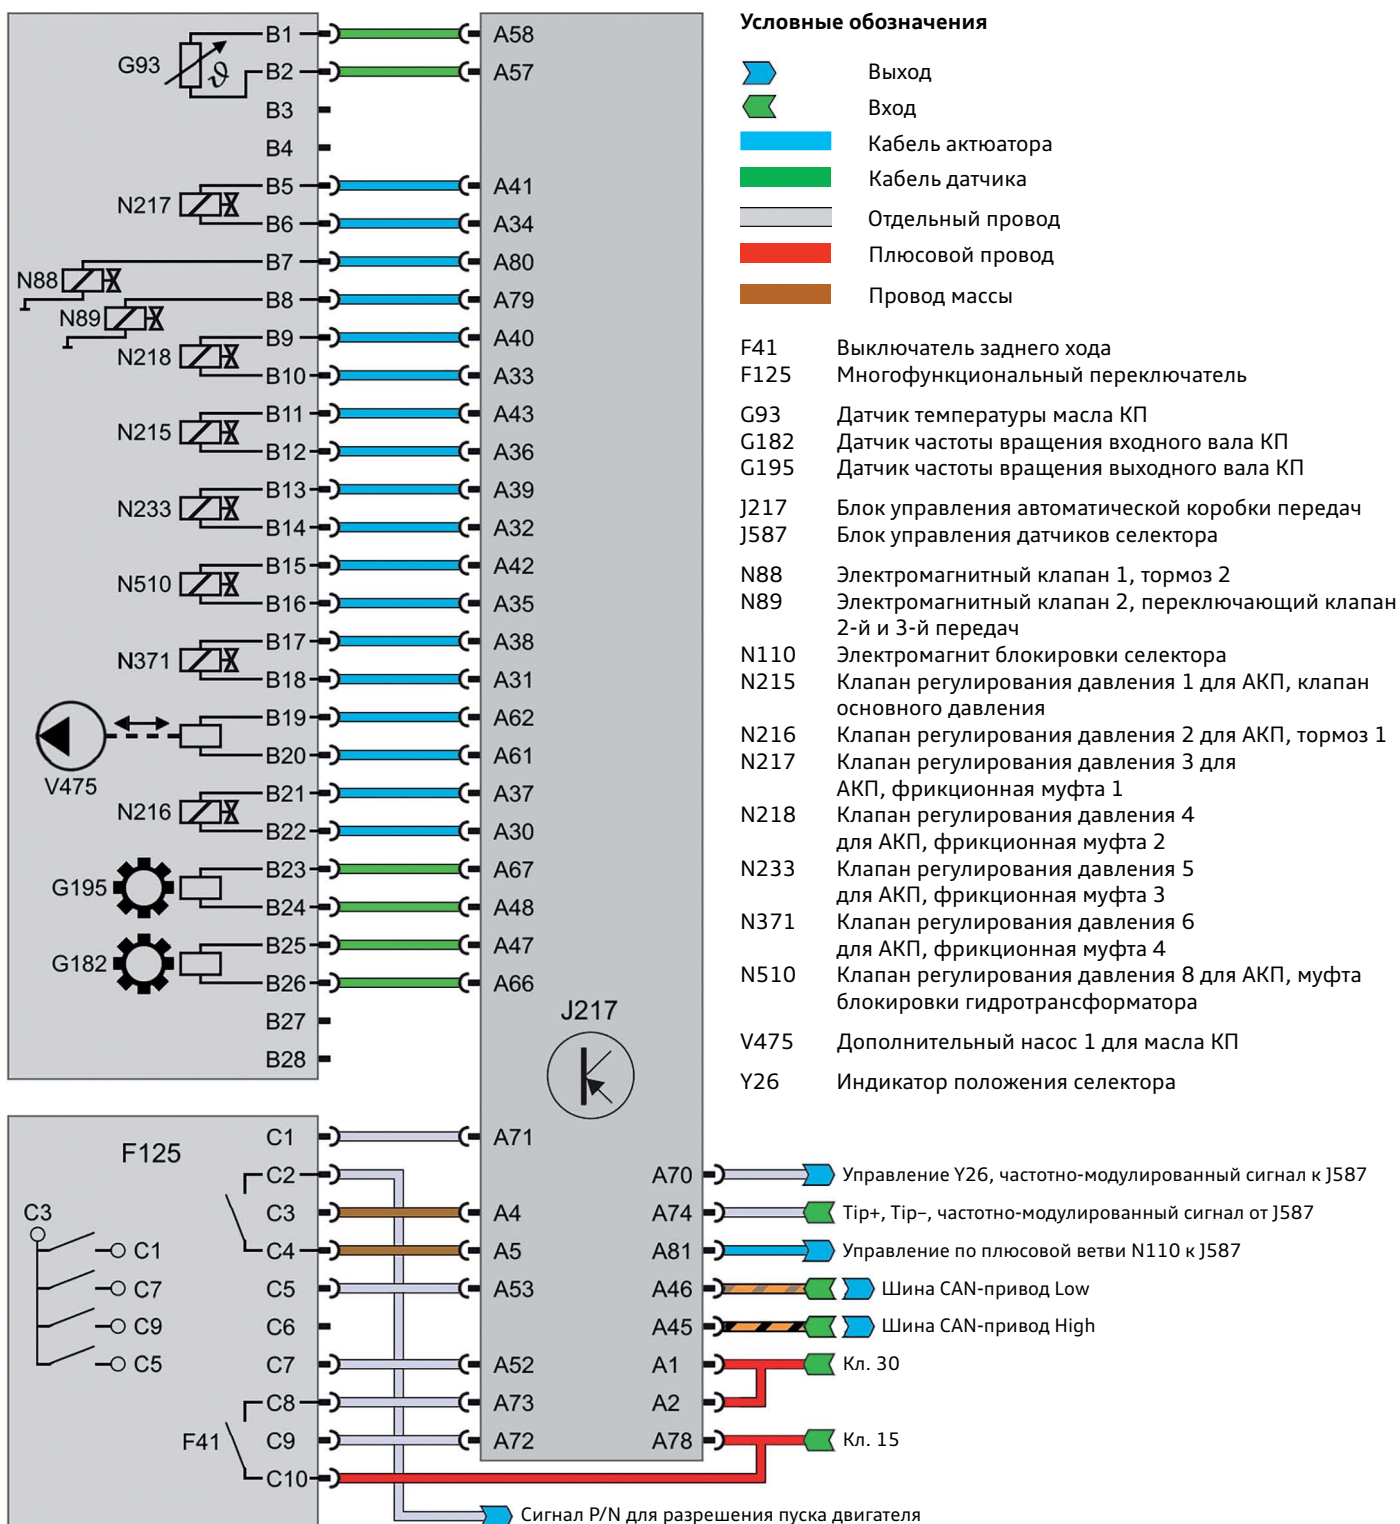 B1
B2
B3
B4
B5
B6
B7
B8
B9
B10
B11
B12
B13
B14
B15
B16
B17
B18
B19
B20
B21
B22
B23
B24
B25
B26
B27
B28
G93
N217
N88
N89
N218
N215
N233
N510
N371
V475
N216
G195
G182
A58
A57
A41
A34
A80
A79
A40
A33
A43
A36
A39
A32
A42
A35
A38
A31
A62
A61
A37
A30
A67
A48
A47
A66
J217
Условные обозначения
Выход
Вход
Кабель актюатора
Кабель датчика
Отдельный провод
Плюсовой провод
Провод массы
F41 Выключатель заднего хода
F125 Многофункциональный переключатель
G93 Датчик температуры масла КП
G182 Датчик частоты вращения входного вала КП
G195 Датчик частоты вращения выходного вала КП
J217 Блок управления автоматической коробки передач
J587 Блок управления датчиков селектора
N88 Электромагнитный клапан 1, тормоз 2
N89 Электромагнитный клапан 2, переключающий клапан
2-й и 3-й передач
N110 Электромагнит блокировки селектора
N215 Клапан регулирования давления 1 для АКП, клапан
основного давления
N216 Клапан регулирования давления 2 для АКП, тормоз 1
N217 Клапан регулирования давления 3 для
АКП, фрикционная муфта 1
N218 Клапан регулирования давления 4
для АКП, фрикционная муфта 2
N233 Клапан регулирования давления 5
для АКП, фрикционная муфта 3
N371 Клапан регулирования давления 6
для АКП, фрикционная муфта 4
N510 Клапан регулирования давления 8 для АКП, муфта
блокировки гидротрансформатора
V475 Дополнительный насос 1 для масла КП
Y26 Индикатор положения селектора
F125
C3
C1
C7
C9
C5
F41
C1
C2
C3
C4
C5
C6
C7
C8
C9
C10
A71
A4
A5
A53
A52
A73
A72
A70 Управление Y26, частотно-модулированный сигнал к J587
A74 Tip+, Tip−, частотно-модулированный сигнал от J587
A81 Управление по плюсовой ветви N110 к J587
A46 Шина CAN-привод Low
A45 Шина CAN-привод High
A1 Кл. 30
A2
A78 Кл. 15
Сигнал P/N для разрешения пуска двигателя